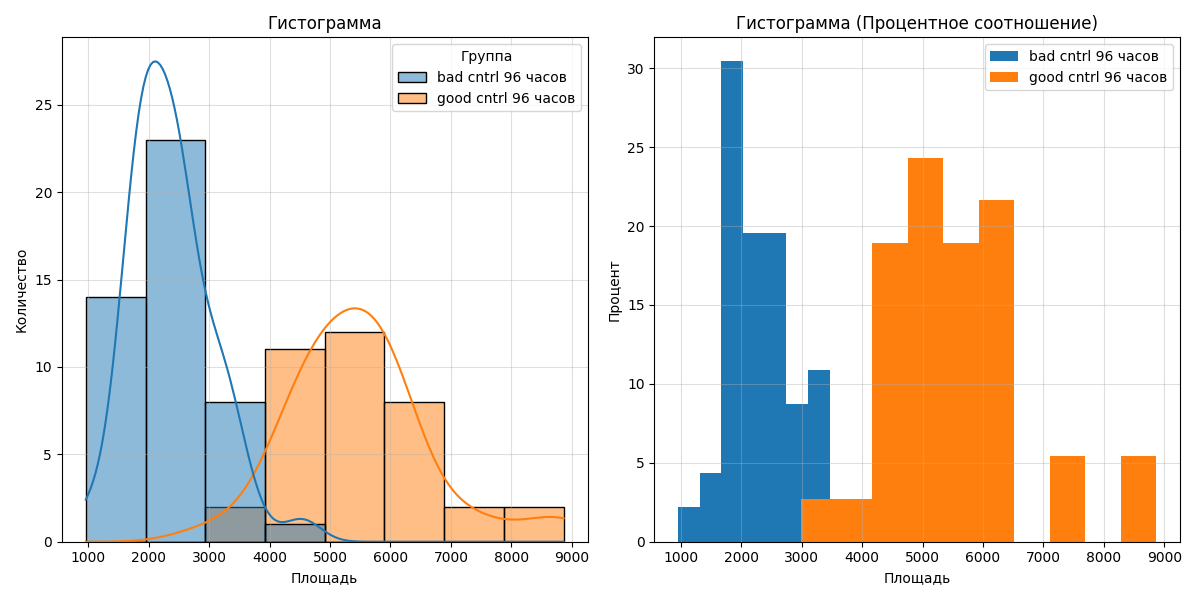 Гистограмма
Группа
bad cntrl 96 часов
good cntrl 96 часов
Количество
25
20
15
10
5
0
1000 2000 3000 4000 5000 6000 7000 8000 9000
Площадь
Гистограмма (Процентное соотношение)
bad cntrl 96 часов
good cntrl 96 часов
Процент
30
25
20
15
10
5
0
1000 2000 3000 4000 5000 6000 7000 8000 9000
Площадь